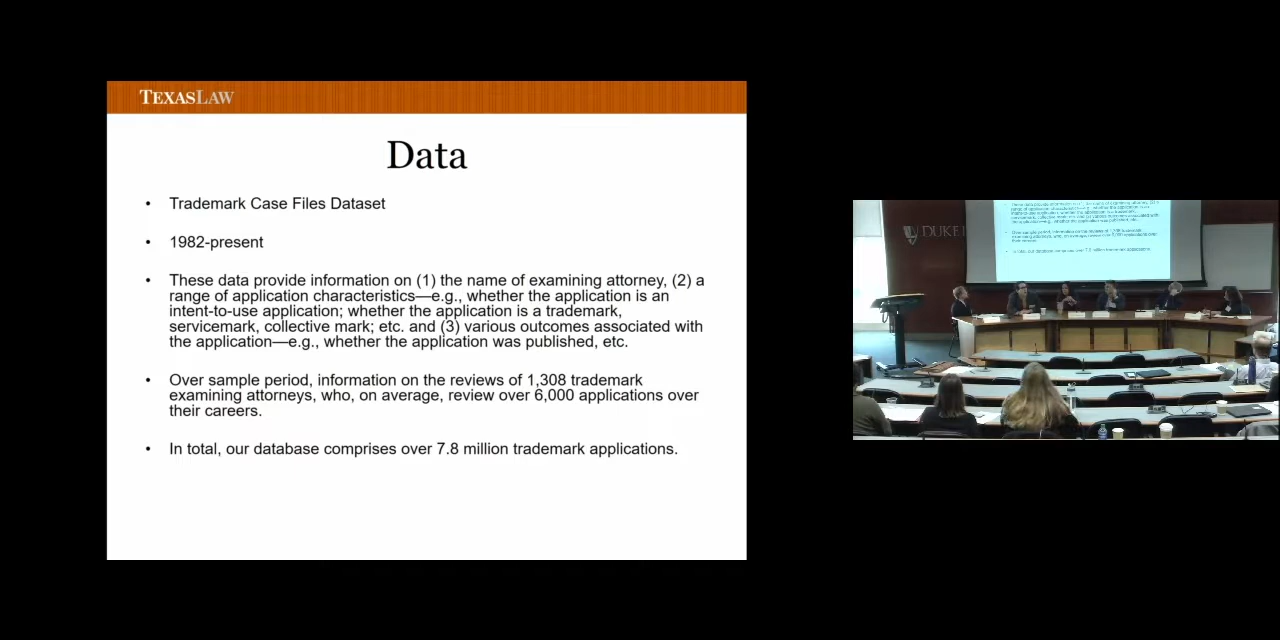 TEXASLAW
Data
• Trademark Case Files Dataset
• 1982-present
• These data provide information on (1) the name of examining attorney, (2) a
range of application characteristics—e.g., whether the application is an
intent-to-use application; whether the application is a trademark,
servicemark, collective mark; etc. and (3) various outcomes associated with
the application—e.g., whether the application was published, etc.
• Over sample period, information on the reviews of 1,308 trademark
examining attorneys, who, on average, review over 6,000 applications over
their careers.
• In total, our database comprises over 7.8 million trademark applications.
DUKE